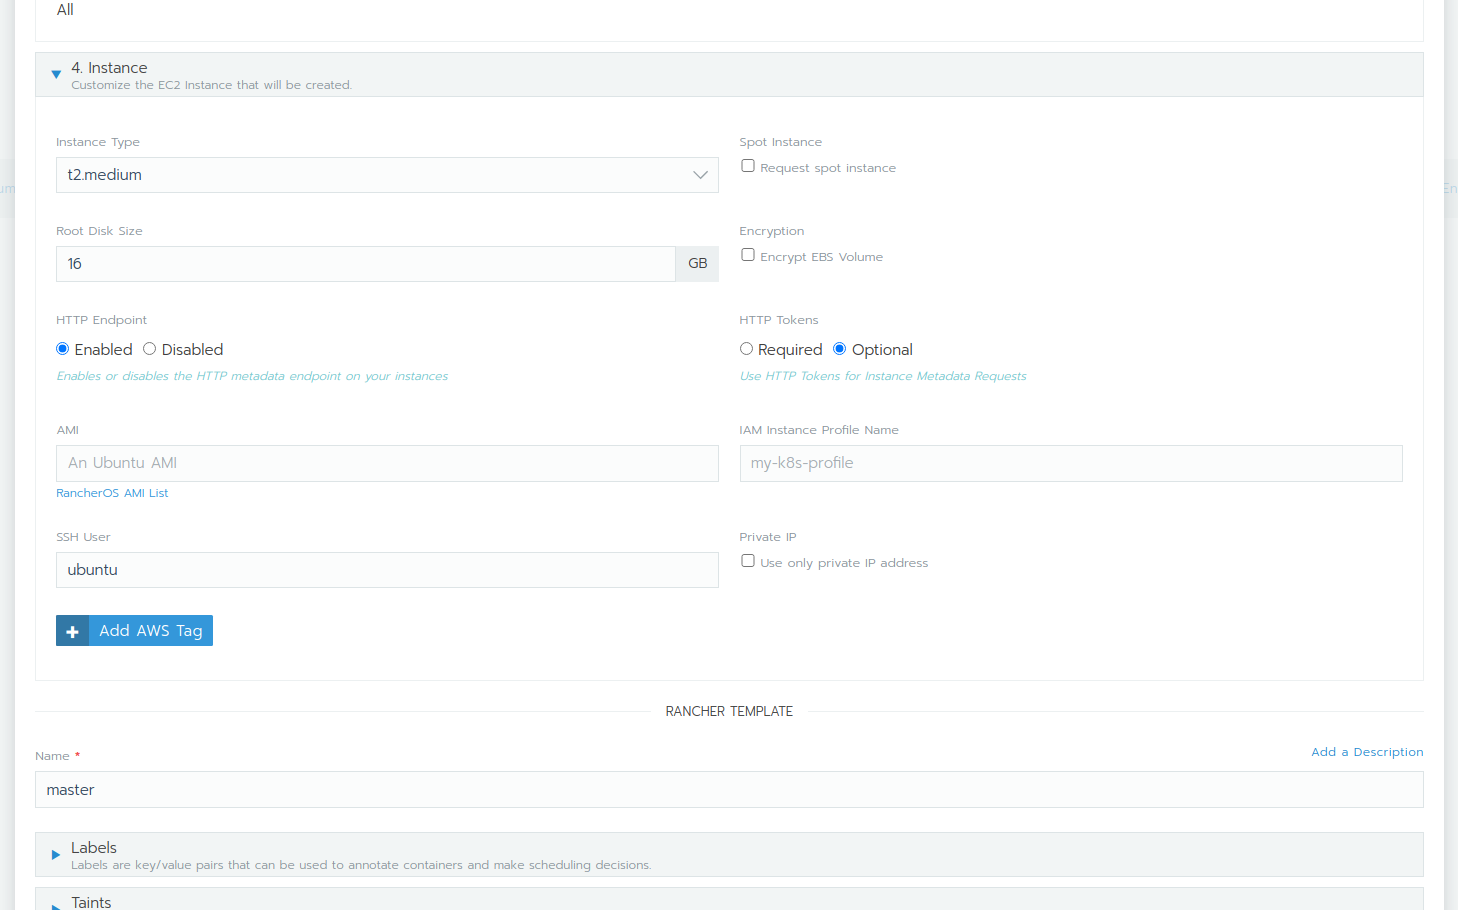 All
4. Instance
Customize the EC2 Instance that will be created.
Instance Type
Spot Instance
t2.medium
Request spot instance
Root Disk Size
Encryption
16
GB
Encrypt EBS Volume
HTTP Endpoint
HTTP Tokens
Enabled
Disabled
Required
Optional
Enables or disables the HTTP metadata endpoint on your instances
Use HTTP Tokens for Instance Metadata Requests
AMI
IAM Instance Profile Name
An Ubuntu AMI
my-k8s-profile
RancherOS AMI List
SSH User
Private IP
ubuntu
Use only private IP address
Add AWS Tag
RANCHER TEMPLATE
Name *
Add a Description
master
Labels
Labels are key/value pairs that can be used to annotate containers and make scheduling decisions.
Taints